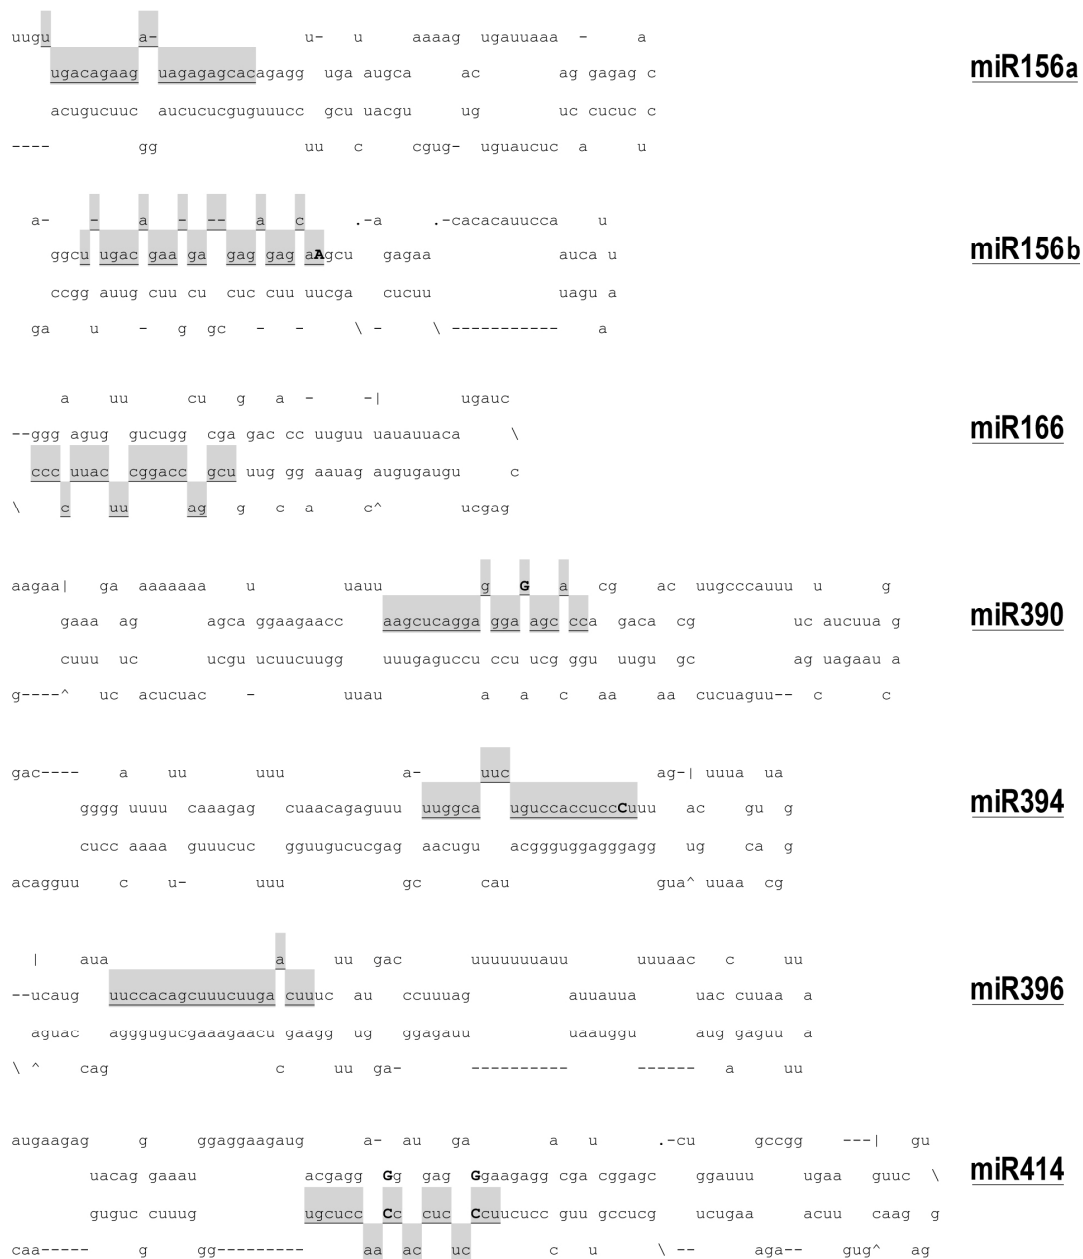 uugu a- u- u aaaag ugauuaaa - a
ugacagaag uagagagcacagagg uga augca ac ag gagag c
miR156a
acugucuuc aucucucguguuucc gcu uacgu ug uc cucuc c
---- gg uu c cgug- uguaucuc a u
a- - a - -- a c .-a .-cacacauucca u
ggcu ugac gaa ga gag gag aAgcu gagaa auca u
miR156b
ccgg auug cuu cu cuc cuu uucga cucuu uagu a
ga u - g gc - - \ - \ ----------- a
a uu cu g a - -| ugauc
--ggg agug gucugg cga gac cc uuguu uauauuaca \
miR166
ccc uuac cggacc gcu uug gg aauag augugaugu c
\ c uu ag g c a c^ ucgag
aagaa| ga aaaaaaa u uauu g G a cg ac uugcccauuu u g
gaaa ag agca ggaagaacc aagcucagga gga agc cca gaca cg uc aucuua g
miR390
cuuu uc ucgu ucuucuugg uuugaguccu ccu ucg ggu uugu gc ag uagaau a
g----^ uc acucuac - uuau a a c aa aa cucuaguu-- c c
gac---- a uu uuu a- uuc ag-| uuua ua
gggg uuuu caaagag cuaacagaguuu uuggca uguccaccuccCuuu ac gu g
miR394
cucc aaaa guuucuc gguugucucgag aacugu acggguggagggagg ug ca g
acagguu c u- uuu gc cau gua^ uuaa cg
| aua a uu gac uuuuuuuauu uuuaac c uu
--ucaug uuccacagcuuucuuga cuuuc au ccuuuag auuauua uac cuuaa a
miR396
aguac agggugucgaaagaacu gaagg ug ggagauu uaauggu aug gaguu a
\ ^ cag c uu ga- ---------- ------ a uu
augaagag g ggaggaagaug a- au ga a u .-cu gccgg ---| gu
uacag gaaau acgagg Gg gag Ggaagagg cga cggagc ggauuu ugaa guuc \
miR414
guguc cuuug ugcucc Cc cuc Ccuucucc guu gccucg ucugaa acuu caag g
caa----- g gg--------- aa ac uc c u \ -- aga-- gug^ ag